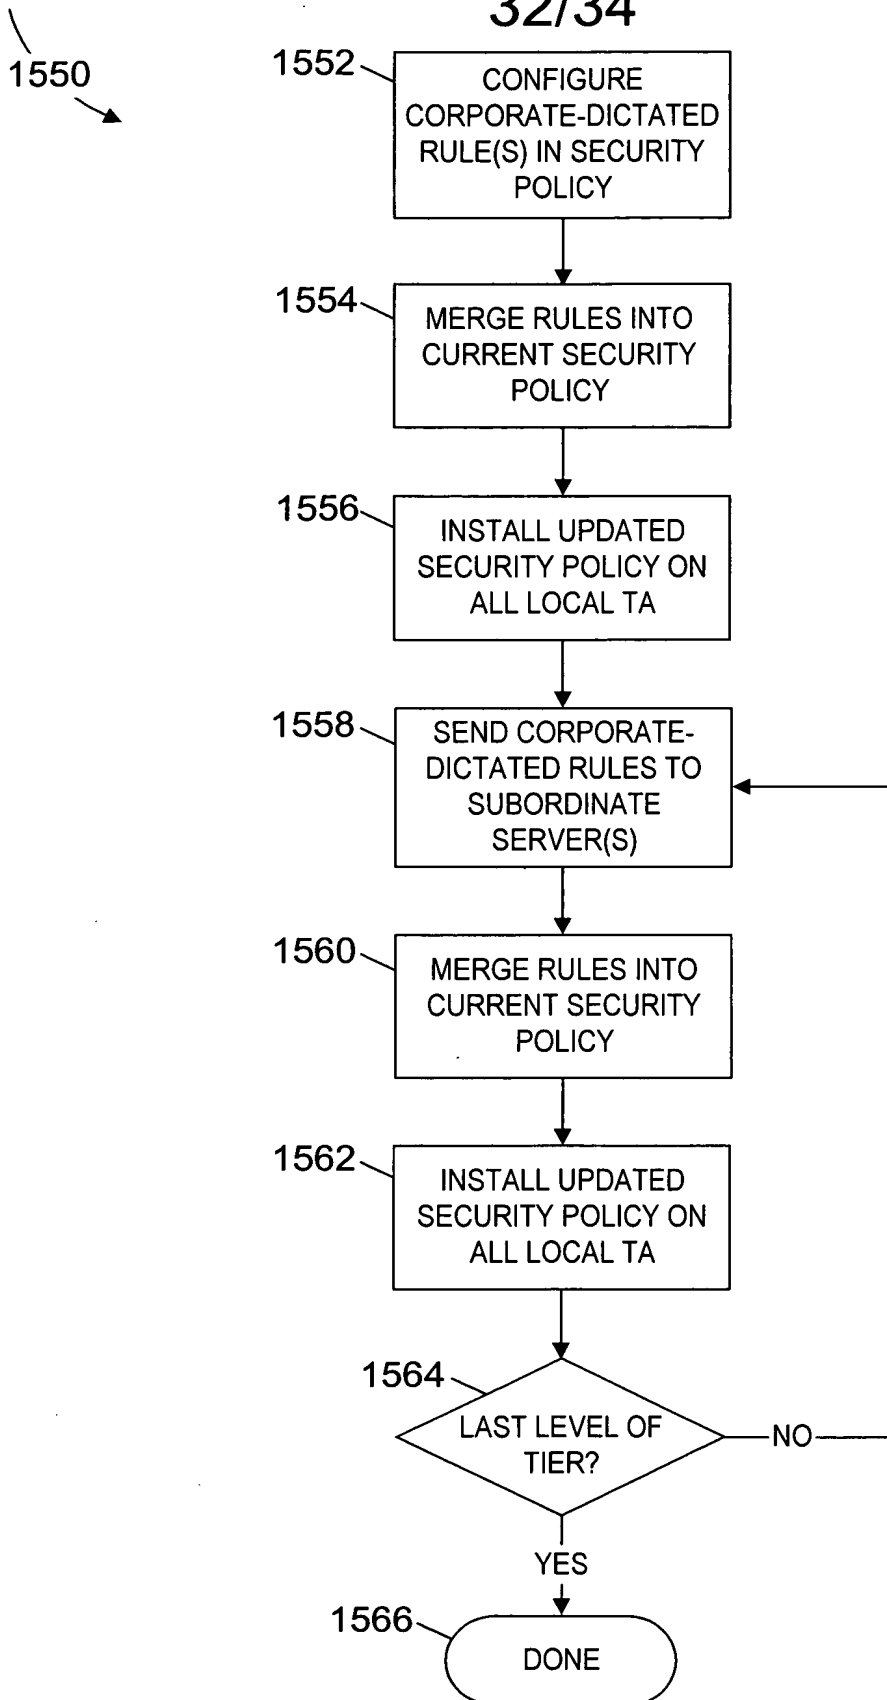 32/34
1550
1552
CONFIGURE
CORPORATE-DICTATED
RULE(S) IN SECURITY
POLICY
1554
MERGE RULES INTO
CURRENT SECURITY
POLICY
1556
INSTALL UPDATED
SECURITY POLICY ON
ALL LOCAL TA
1558
SEND CORPORATE-
DICTATED RULES TO
SUBORDINATE
SERVER(S)
1560
MERGE RULES INTO
CURRENT SECURITY
POLICY
1562
INSTALL UPDATED
SECURITY POLICY ON
ALL LOCAL TA
1564
LAST LEVEL OF
TIER?
NO
YES
1566
DONE